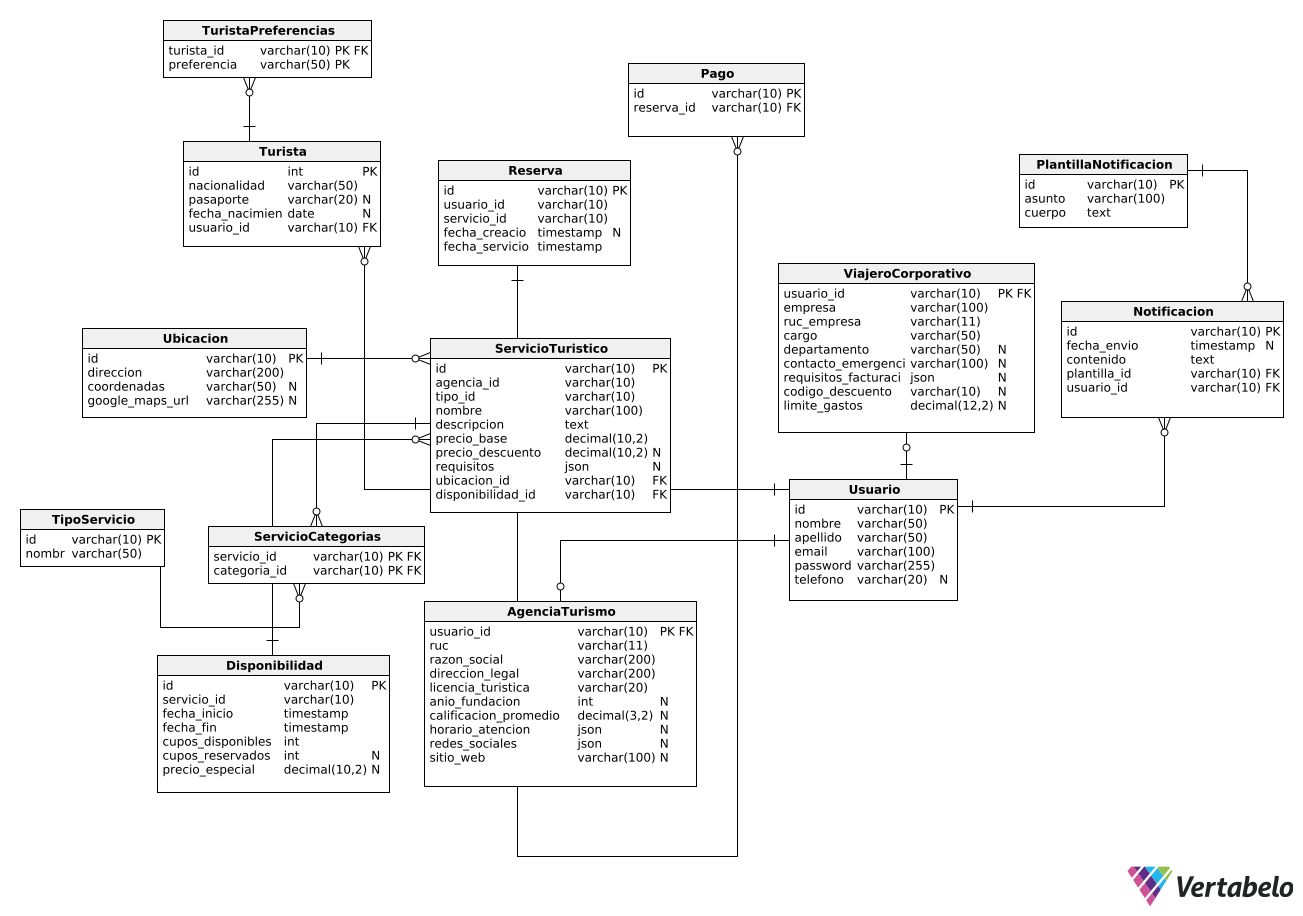 TuristaPreferencias
turista_id varchar(10) PK FK
preferencia varchar(50) PK
Pago
id varchar(10) PK
reserva_id varchar(10) FK
Turista
id int PK
nacionalidad varchar(50)
pasaporte varchar(20) N
fecha_nacimien date N
usuario_id varchar(10) FK
Reserva
id varchar(10) PK
usuario_id varchar(10)
servicio_id varchar(10)
fecha_creacio timestamp N
fecha_servicio timestamp
PlantillaNotificacion
id varchar(10) PK
asunto varchar(100)
cuerpo text
ViajeroCorporativo
usuario_id varchar(10) PK FK
empresa varchar(100)
ruc_empresa varchar(11)
cargo varchar(50)
departamento varchar(50) N
contacto_emergenci varchar(100) N
requisitos_facturaci json N
codigo_descuento varchar(10) N
limite_gastos decimal(12,2) N
Notificacion
id varchar(10) PK
fecha_envio timestamp N
contenido text
plantilla_id varchar(10) FK
usuario_id varchar(10) FK
Ubicacion
id varchar(10) PK
direccion varchar(200)
coordenadas varchar(50) N
google_maps_url varchar(255) N
ServicioTuristico
id varchar(10) PK
agencia_id varchar(10)
tipo_id varchar(10)
nombre varchar(100)
descripcion text
precio_base decimal(10,2)
precio_descuento decimal(10,2) N
requisitos json N
ubicacion_id varchar(10) FK
disponibilidad_id varchar(10) FK
Usuario
id varchar(10) PK
nombre varchar(50)
apellido varchar(50)
email varchar(100)
password varchar(255)
telefono varchar(20) N
TipoServicio
id varchar(10) PK
nombr varchar(50)
ServicioCategorias
servicio_id varchar(10) PK FK
categoria_id varchar(10) PK FK
AgenciaTurismo
usuario_id varchar(10) PK FK
ruc varchar(11)
razon_social varchar(200)
direccion_legal varchar(200)
licencia_turistica varchar(20)
anio_fundacion int N
calificacion_promedio decimal(3,2) N
horario_atencion json N
redes_sociales json N
sitio_web varchar(100) N
Disponibilidad
id varchar(10) PK
servicio_id varchar(10)
fecha_inicio timestamp
fecha_fin timestamp
cupos_disponibles int
cupos_reservados int N
precio_especial decimal(10,2) N
Vertabelo